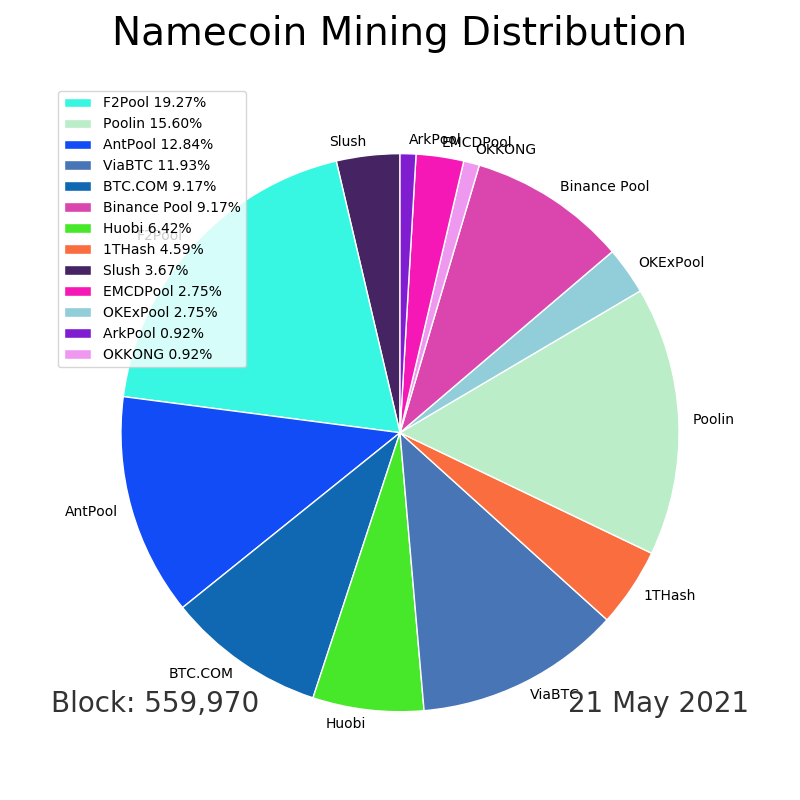 Namecoin Mining Distribution
F2Pool 19.27%
Poolin 15.60%
AntPool 12.84%
ViaBTC 11.93%
BTC.COM 9.17%
Binance Pool 9.17%
Huobi 6.42%
1THash 4.59%
Slush 3.67%
EMCDPool 2.75%
OKExPool 2.75%
ArkPool 0.92%
OKKONG 0.92%
F2Pool
Slush
ArkPool
EMCDPool
OKKONG
Binance Pool
OKExPool
Poolin
1THash
ViaBTC
Huobi
BTC.COM
AntPool
Block: 559,970
21 May 2021